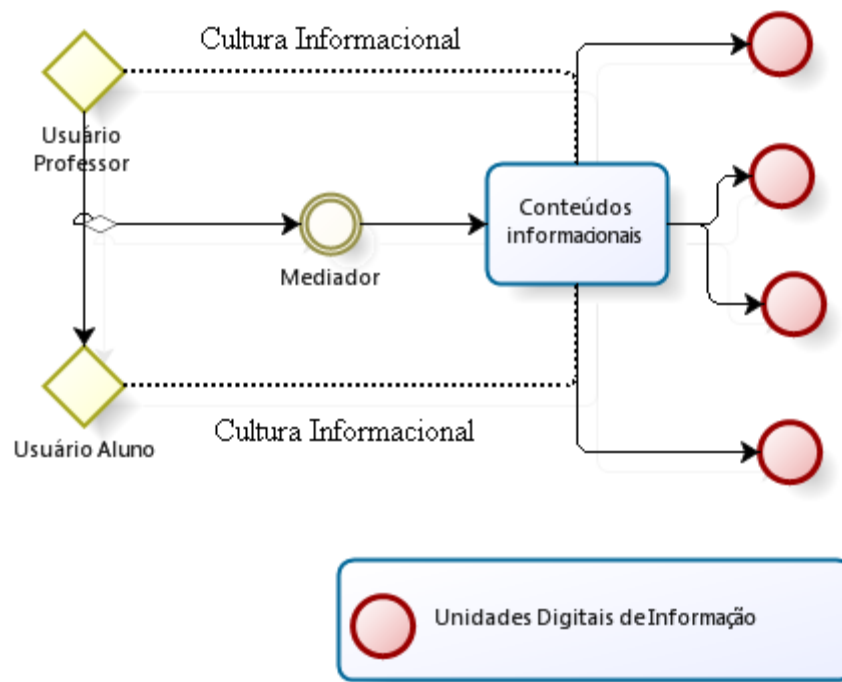 Cultura Informacional
Usuário
Professor
Conteúdos
informacionais
Mediador
Usuário Aluno
Cultura Informacional
Unidades Digitais de Informação